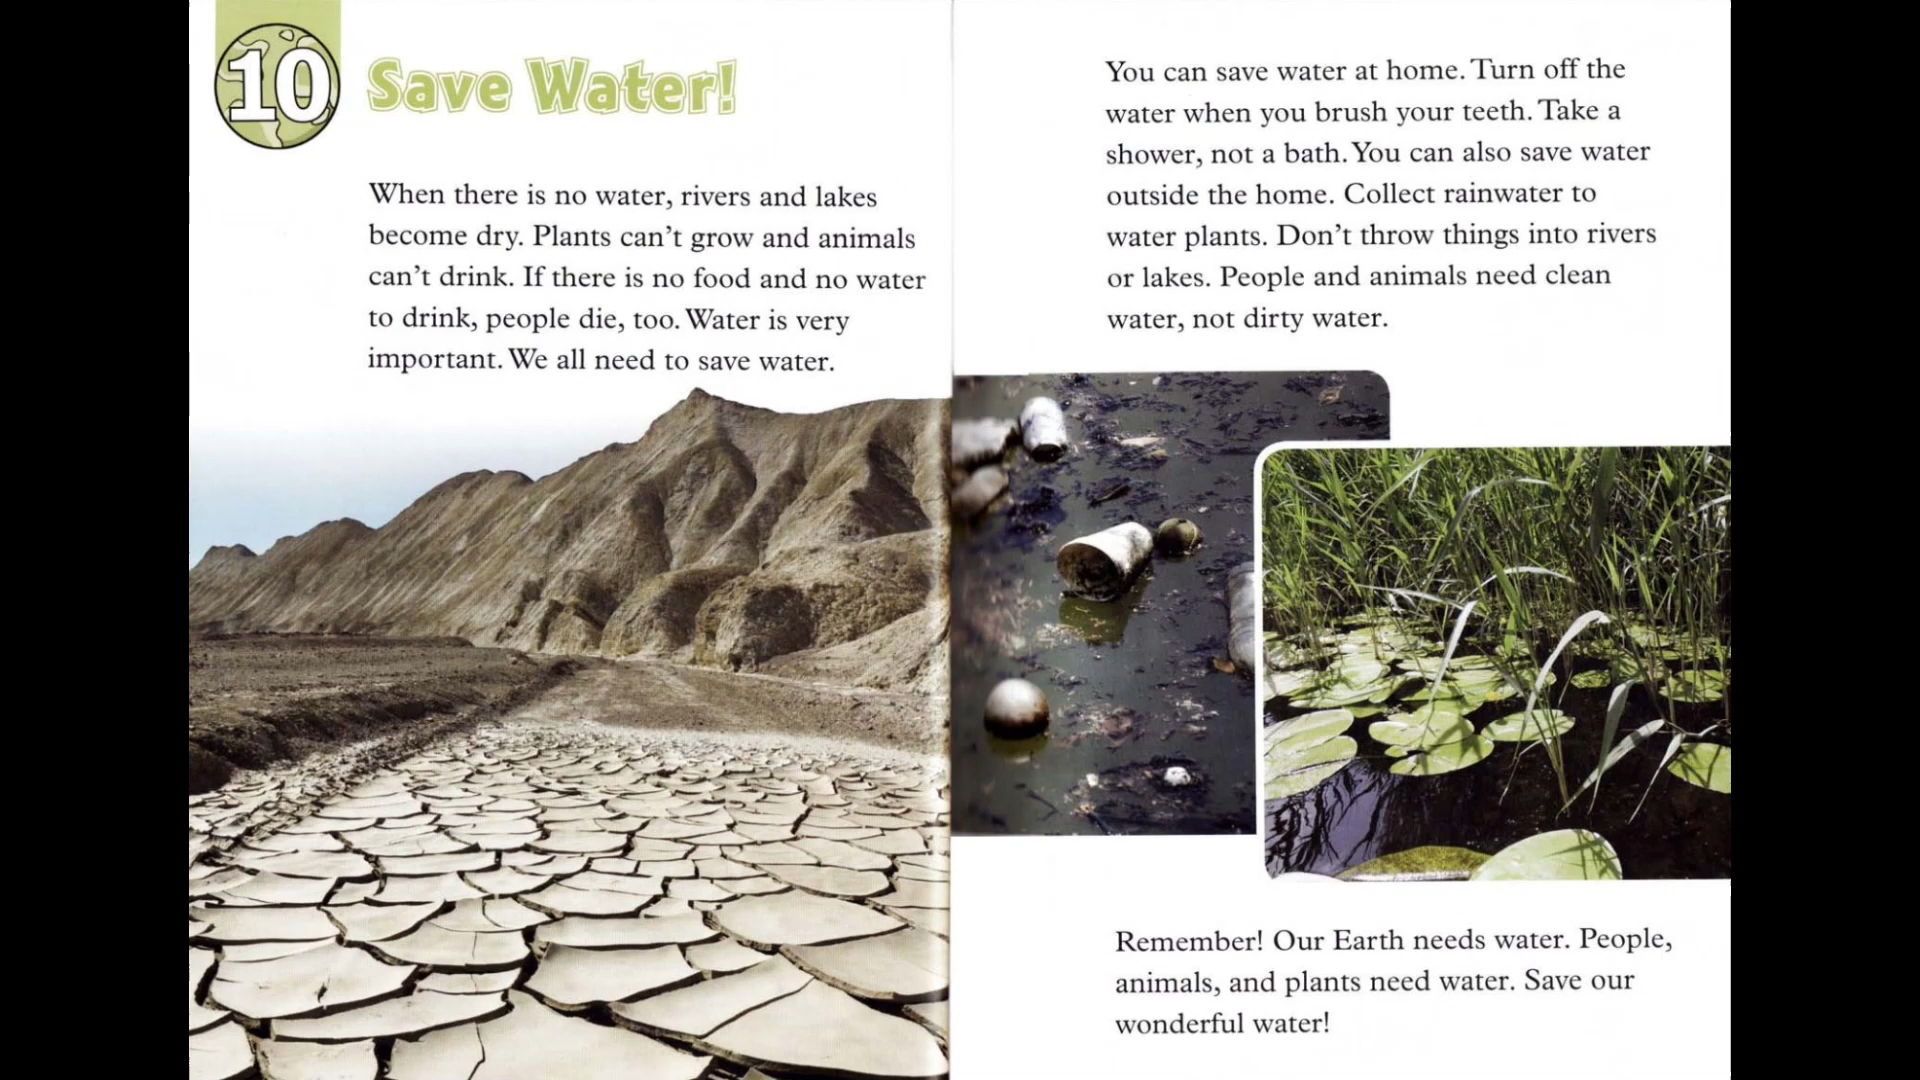 10
Save Water!
When there is no water, rivers and lakes
become dry. Plants can't grow and animals
can't drink. If there is no food and no water
to drink, people die, too. Water is very
important. We all need to save water.
You can save water at home. Turn off the
water when you brush your teeth. Take a
shower, not a bath. You can also save water
outside the home. Collect rainwater to
water plants. Don't throw things into rivers
or lakes. People and animals need clean
water, not dirty water.
Remember! Our Earth needs water. People,
animals, and plants need water. Save our
wonderful water!